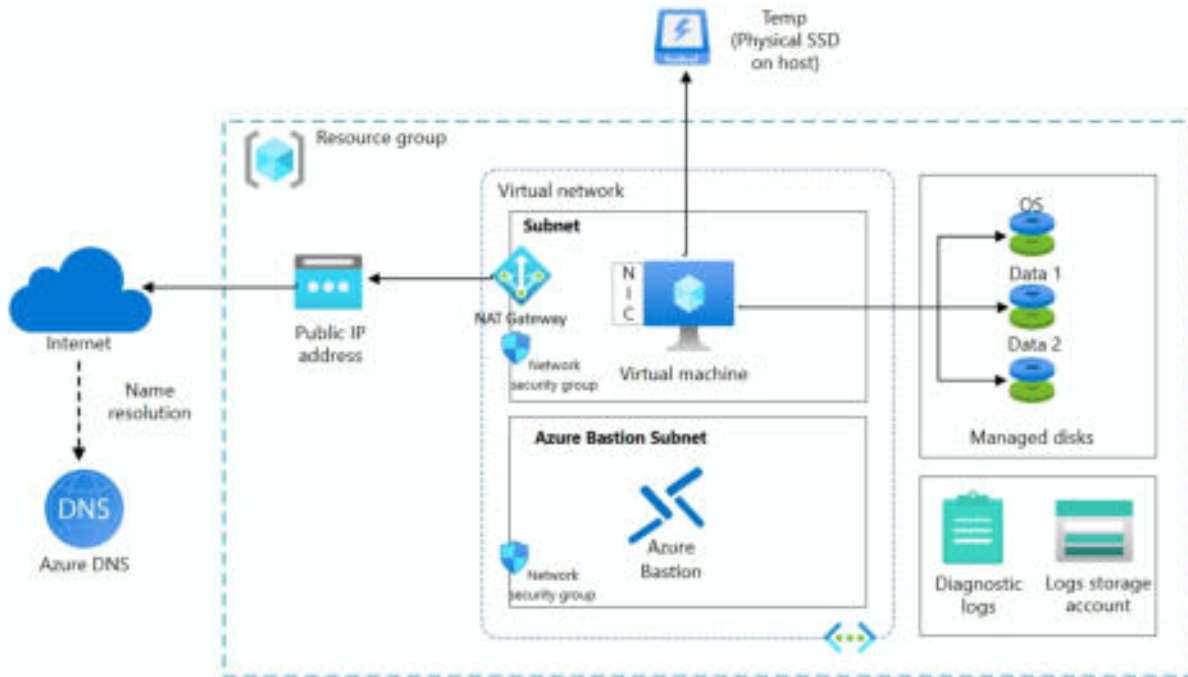 Temp
(Physical SSD
on host)
Resource group
Virtual network
Subnet
OS
N
I
C
Data 1
NAT Gateway
Public IP
address
Internet
Data 2
Network
security group
Virtual machine
Name
resolution
Azure Bastion Subnet
Managed disks
DNS
Azure DNS
Azure
Bastion
Network
security group
Diagnostic
logs
Logs storage
account